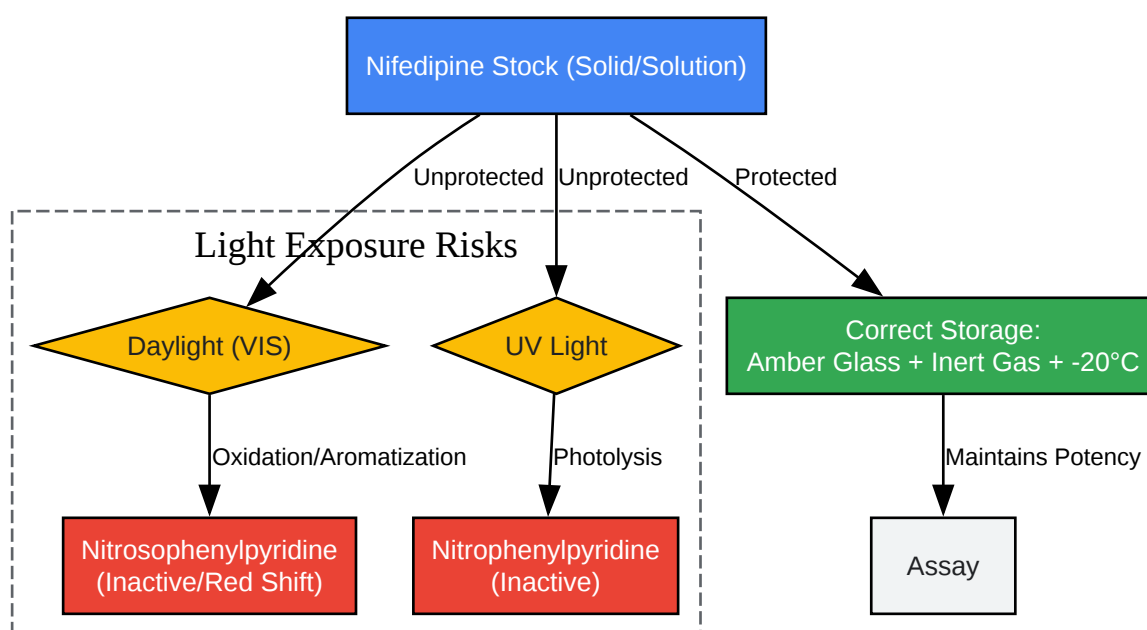 Nifedipine Stock (Solid/Solution)
Unprotected
Unprotected
Protected
Light Exposure Risks
Daylight (VIS)
UV Light
Correct Storage:
Amber Glass + Inert Gas + -20°C
Oxidation/Aromatization
Photolysis
Maintains Potency
Nitrosophenylpyridine
(Inactive/Red Shift)
Nitrophenylpyridine
(Inactive)
Assay